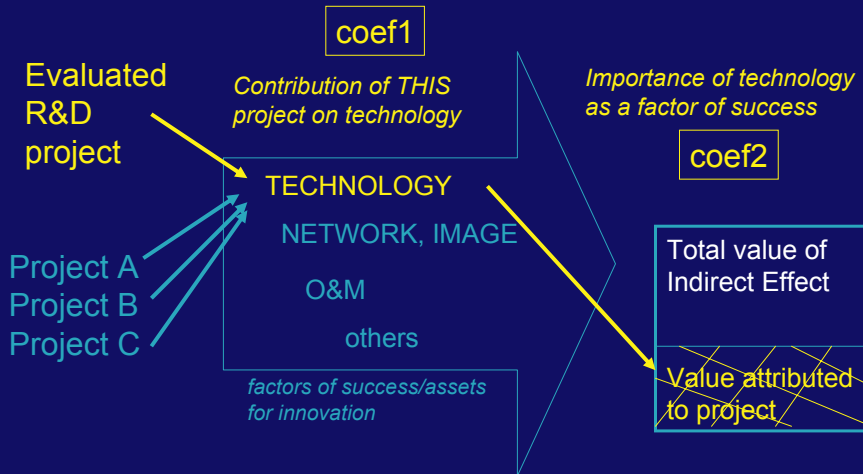 coef1
Evaluated
R&D
project
Contribution of THIS
project on technology
Importance of technology
as a factor of success
coef2
TECHNOLOGY
NETWORK, IMAGE
O&M
others
Project A
Project B
Project C
factors of success/assets
for innovation
Total value of
Indirect Effect
Value attributed
to project